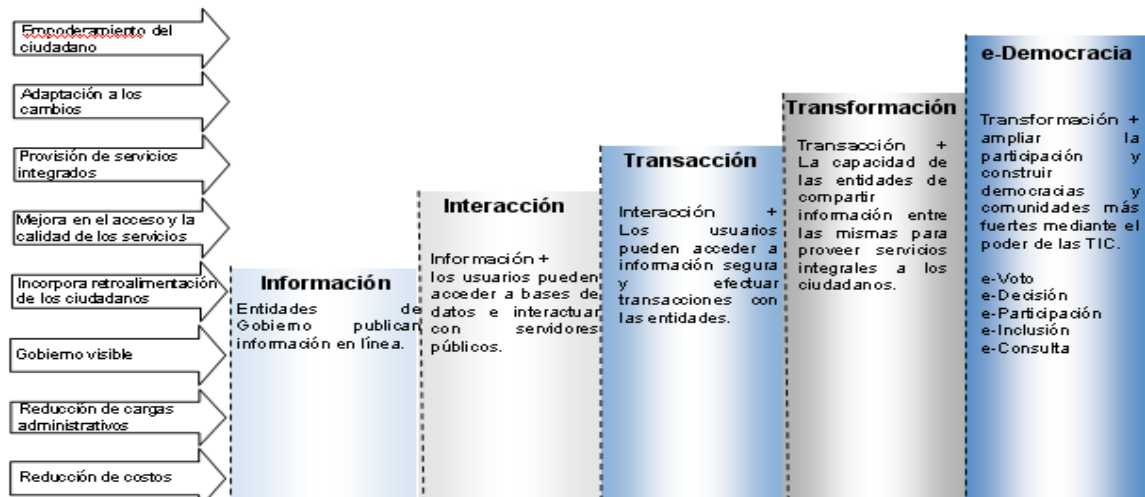 Empoderamiento del
ciudadano
Adaptación a los
cambios
Provisión de servicios
integrados
Mejora en el acceso y la
calidad de los servicios
Incorpora retroalimentación
de los ciudadanos
Gobierno visible
Reducción de cargas
administrativos
Reducción de costos
Información
Entidades de
Gobierno publican
información en línea.
Interacción
Información +
los usuarios pueden
acceder a bases de
datos e interactuar
con servidores
públicos.
Transacción
Interacción +
Los usuarios
pueden acceder a
información segura
y efectuar
transacciones con
las entidades.
Transformación
Transacción +
La capacidad de
las entidades de
compartir
información entre
las mismas para
proveer servicios
integrales a los
ciudadanos.
e-Democracia
Transformación +
ampliar la
participación y
construir
democracias y
comunidades más
fuertes mediante el
poder de las TIC.
e-Voto
e-Decisión
e-Participación
e-Inclusión
e-Consulta